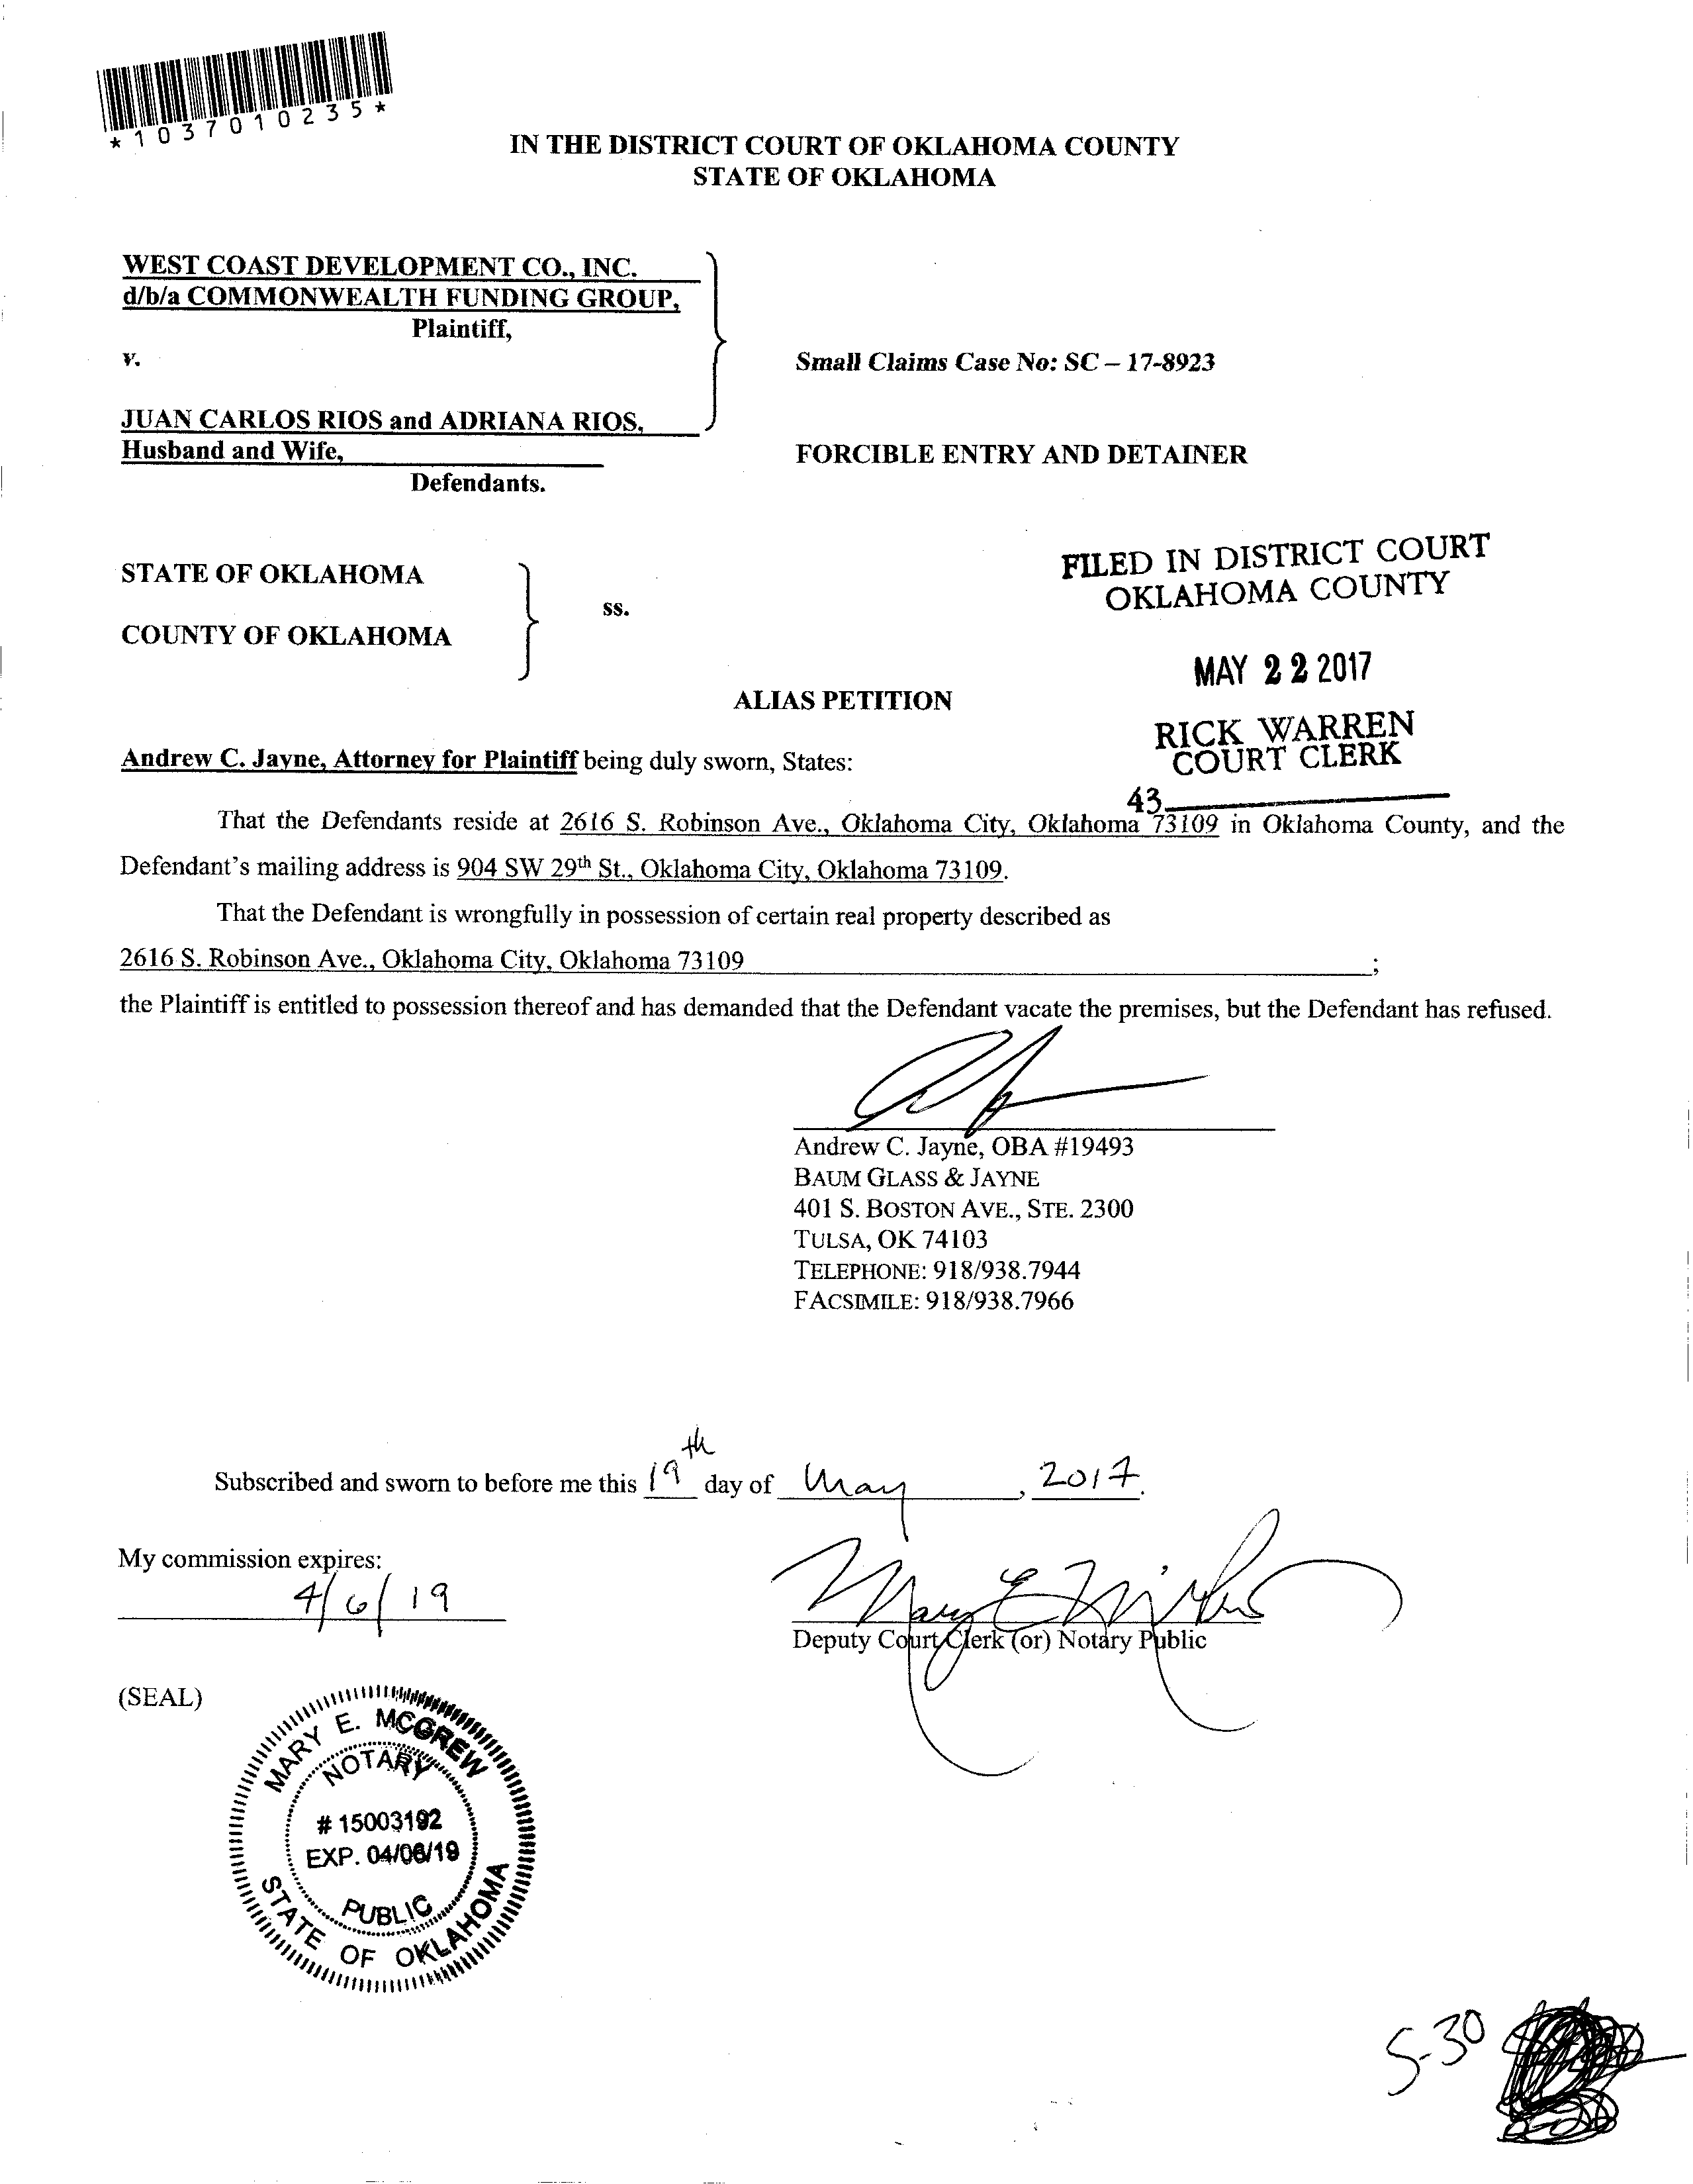 *1037010235*
IN THE DISTRICT COURT OF OKLAHOMA COUNTY
STATE OF OKLAHOMA
WEST COAST DEVELOPMENT CO., INC.
d/b/a COMMONWEALTH FUNDING GROUP,
Plaintiff,
v.
Small Claims Case No: SC – 17-8923
JUAN CARLOS RIOS and ADRIANA RIOS,
Husband and Wife,
FORCIBLE ENTRY AND DETAINER
Defendants.
STATE OF OKLAHOMA
ss.
COUNTY OF OKLAHOMA
FILED IN DISTRICT COURT
OKLAHOMA COUNTY
MAY 22 2017
RICK WARREN
COURT CLERK
43
ALIAS PETITION
Andrew C. Jayne, Attorney for Plaintiff being duly sworn, States:
That the Defendants reside at 2616 S. Robinson Ave., Oklahoma City, Oklahoma 73109 in Oklahoma County, and the
Defendant's mailing address is 904 SW 29th St., Oklahoma City, Oklahoma 73109.
That the Defendant is wrongfully in possession of certain real property described as
2616 S. Robinson Ave., Oklahoma City, Oklahoma 73109 ;
the Plaintiff is entitled to possession thereof and has demanded that the Defendant vacate the premises, but the Defendant has refused.
Andrew C. Jayne, OBA #19493
BAUM GLASS & JAYNE
401 S. BOSTON AVE., STE. 2300
TULSA, OK 74103
TELEPHONE: 918/938.7944
FACSIMILE: 918/938.7966
Subscribed and sworn to before me this 19th day of May, 2017.
My commission expires:
4/6/19
Deputy Court Clerk (or) Notary Public
(SEAL)
MARY E. MCGREW
NOTARY
# 15003192
EXP. 04/06/19
PUBLIC
STATE OF OKLAHOMA
5-30